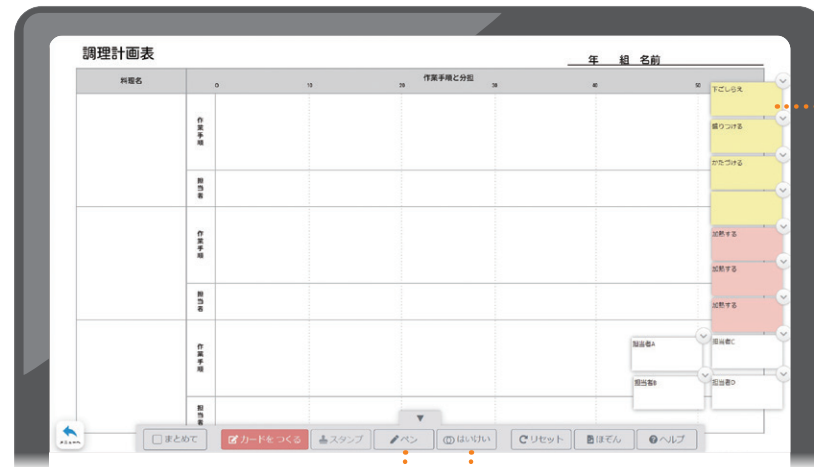 調理計画表
年 組 名前
料理名
作業手順と分担
0 10 20 30 40 50
作業手順
担当者
作業手順
担当者
作業手順
担当者
下ごしらえ
盛りつける
かたづける
加熱する
加熱する
加熱する
担当者A
担当者C
担当者B
担当者D
メニューへ
まとめて
カードをつくる
スタンプ
ペン
はいけい
リセット
ほぞん
ヘルプ